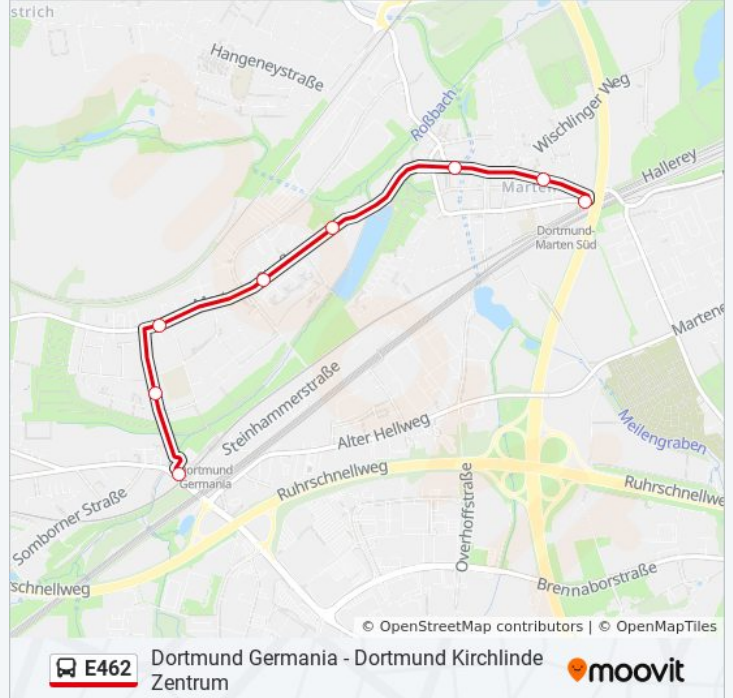 strich
Hangeneystraße
Roßbach
Wischlinger Weg
Hallerey
Marten
Dortmund-
Marten Süd
Martene
Steinhammerstraße
Alter Hellweg
Meilengraben
Dortmund
Germania
Ruhrschnellweg
Ruhrschnellwe
Somborner Straße
Overhoffstraße
schnellweg
Brennaborstraße
© OpenStreetMap contributors | © OpenMapTiles
E462
Dortmund Germania - Dortmund Kirchlinde
Zentrum
moovit